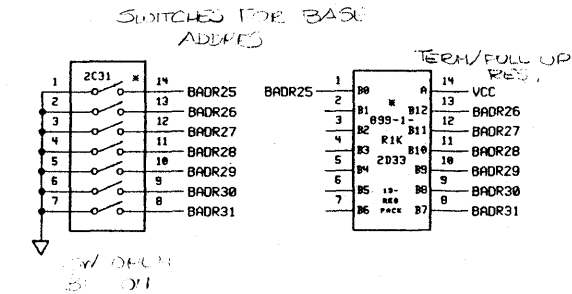 SWITCHES FOR BASE
ADDRES
TERM/PULL UP
RES.
2C31 *
1 14 BADR25
2 13 BADR26
3 12 BADR27
4 11 BADR28
5 10 BADR29
6 9 BADR30
7 8 BADR31
BADR25 1 B0 A 14 VCC
2 B1 * B12 13 BADR26
3 B2 899-1- B11 12 BADR27
4 B3 R1K B10 11 BADR28
5 B4 2D33 B9 10 BADR29
6 B5 13- B8 9 BADR30
RES
7 B6 PACK B7 8 BADR31